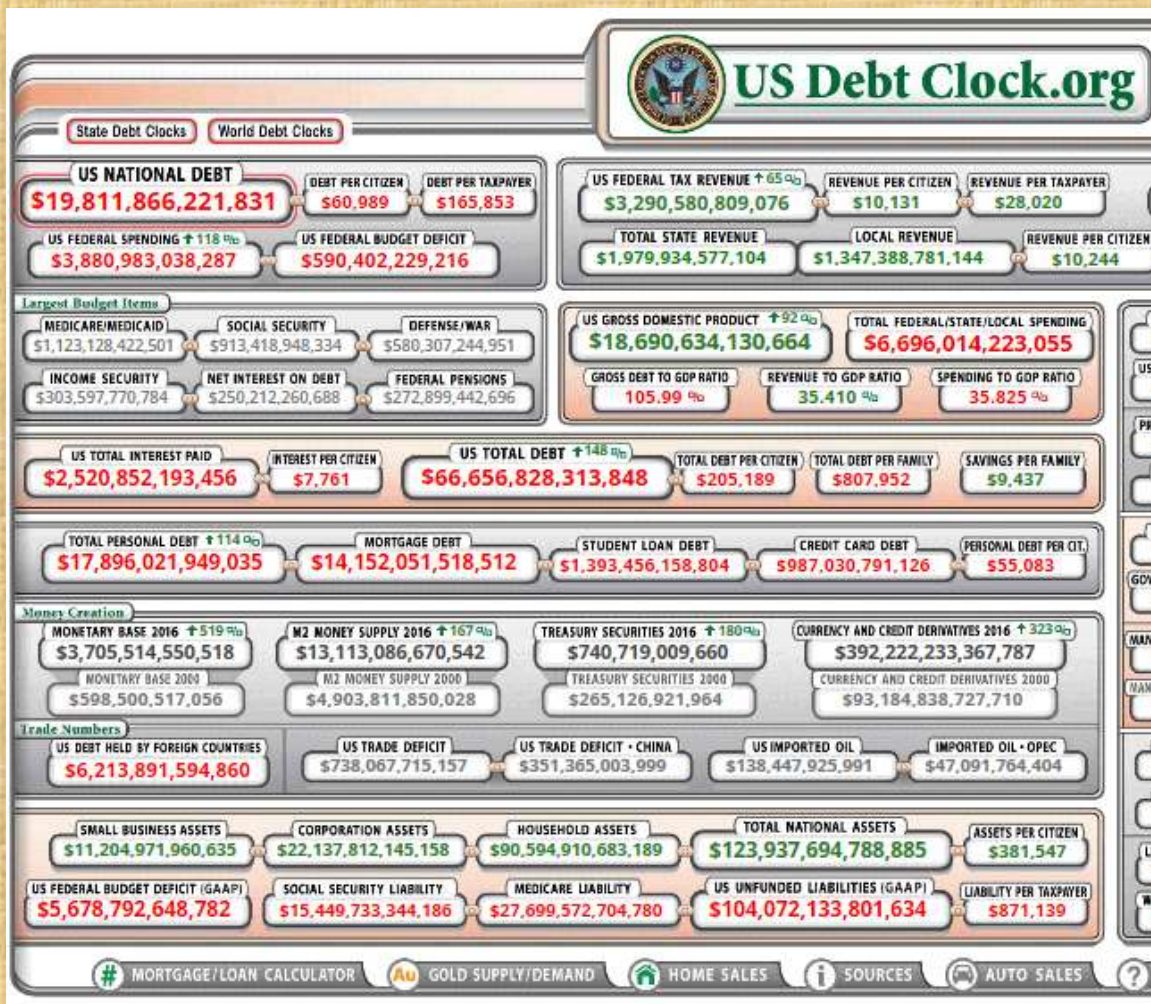 US Debt Clock.org
State Debt Clocks World Debt Clocks
US NATIONAL DEBT
$19,811,866,221,831
DEBT PER CITIZEN
$60,989
DEBT PER TAXPAYER
$165,853
US FEDERAL SPENDING ↑118%
$3,880,983,038,287
US FEDERAL BUDGET DEFICIT
$590,402,229,216
US FEDERAL TAX REVENUE ↑65%
$3,290,580,809,076
REVENUE PER CITIZEN
$10,131
REVENUE PER TAXPAYER
$28,020
TOTAL STATE REVENUE
$1,979,934,577,104
LOCAL REVENUE
$1,347,388,781,144
REVENUE PER CITIZEN
$10,244
Largest Budget Items
MEDICARE/MEDICAID
$1,123,128,422,501
SOCIAL SECURITY
$913,418,948,334
DEFENSE/WAR
$580,307,244,951
INCOME SECURITY
$303,597,770,784
NET INTEREST ON DEBT
$250,212,260,688
FEDERAL PENSIONS
$272,899,442,696
US GROSS DOMESTIC PRODUCT ↑92%
$18,690,634,130,664
TOTAL FEDERAL/STATE/LOCAL SPENDING
$6,696,014,223,055
GROSS DEBT TO GDP RATIO
105.99 %
REVENUE TO GDP RATIO
35.410 %
SPENDING TO GDP RATIO
35.825 %
US TOTAL INTEREST PAID
$2,520,852,193,456
INTEREST PER CITIZEN
$7,761
US TOTAL DEBT ↑148%
$66,656,828,313,848
TOTAL DEBT PER CITIZEN
$205,189
TOTAL DEBT PER FAMILY
$807,952
SAVINGS PER FAMILY
$9,437
TOTAL PERSONAL DEBT ↑114%
$17,896,021,949,035
MORTGAGE DEBT
$14,152,051,518,512
STUDENT LOAN DEBT
$1,393,456,158,804
CREDIT CARD DEBT
$987,030,791,126
PERSONAL DEBT PER CIT.
$55,083
Money Creation
MONETARY BASE 2016 ↑519%
$3,705,514,550,518
M2 MONEY SUPPLY 2016 ↑167%
$13,113,086,670,542
TREASURY SECURITIES 2016 ↑180%
$740,719,009,660
CURRENCY AND CREDIT DERIVATIVES 2016 ↑323%
$392,222,233,367,787
MONETARY BASE 2000
$598,500,517,056
M2 MONEY SUPPLY 2000
$4,903,811,850,028
TREASURY SECURITIES 2000
$265,126,921,964
CURRENCY AND CREDIT DERIVATIVES 2000
$93,184,838,727,710
Trade Numbers
US DEBT HELD BY FOREIGN COUNTRIES
$6,213,891,594,860
US TRADE DEFICIT
$738,067,715,157
US TRADE DEFICIT • CHINA
$351,365,003,999
US IMPORTED OIL
$138,447,925,991
IMPORTED OIL • OPEC
$47,091,764,404
SMALL BUSINESS ASSETS
$11,204,971,960,635
CORPORATION ASSETS
$22,137,812,145,158
HOUSEHOLD ASSETS
$90,594,910,683,189
TOTAL NATIONAL ASSETS
$123,937,694,788,885
ASSETS PER CITIZEN
$381,547
US FEDERAL BUDGET DEFICIT (GAAP)
$5,678,792,648,782
SOCIAL SECURITY LIABILITY
$15,449,733,344,186
MEDICARE LIABILITY
$27,699,572,704,780
US UNFUNDED LIABILITIES (GAAP)
$104,072,133,801,634
LIABILITY PER TAXPAYER
$871,139
# MORTGAGE/LOAN CALCULATOR Au GOLD SUPPLY/DEMAND HOME SALES i SOURCES AUTO SALES ?